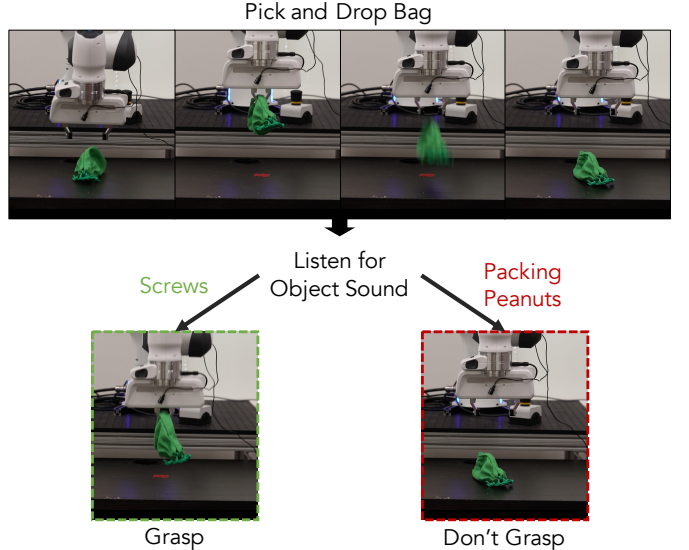 Pick and Drop Bag
Listen for
Object Sound
Screws
Packing
Peanuts
Grasp
Don't Grasp